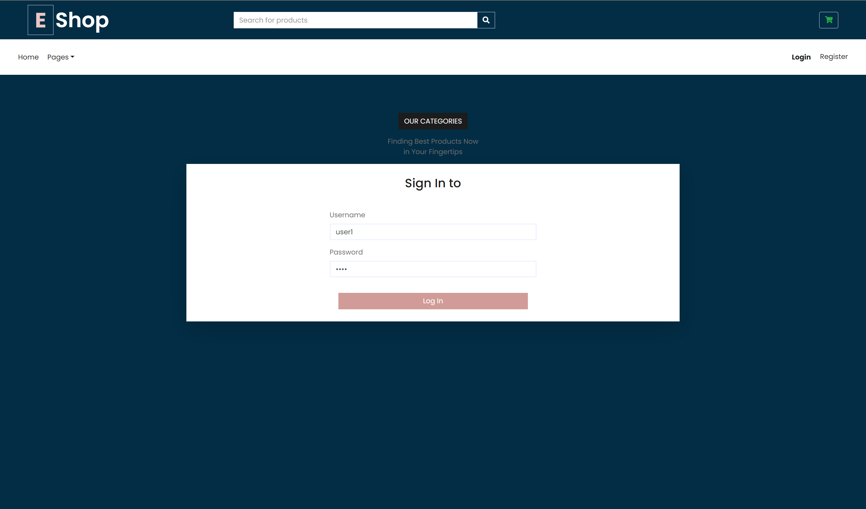 E Shop
Search for products
Home Pages
Login Register
OUR CATEGORIES
Finding Best Products Now
in Your Fingertips
Sign In to
Username
user1
Password
••••
Log In